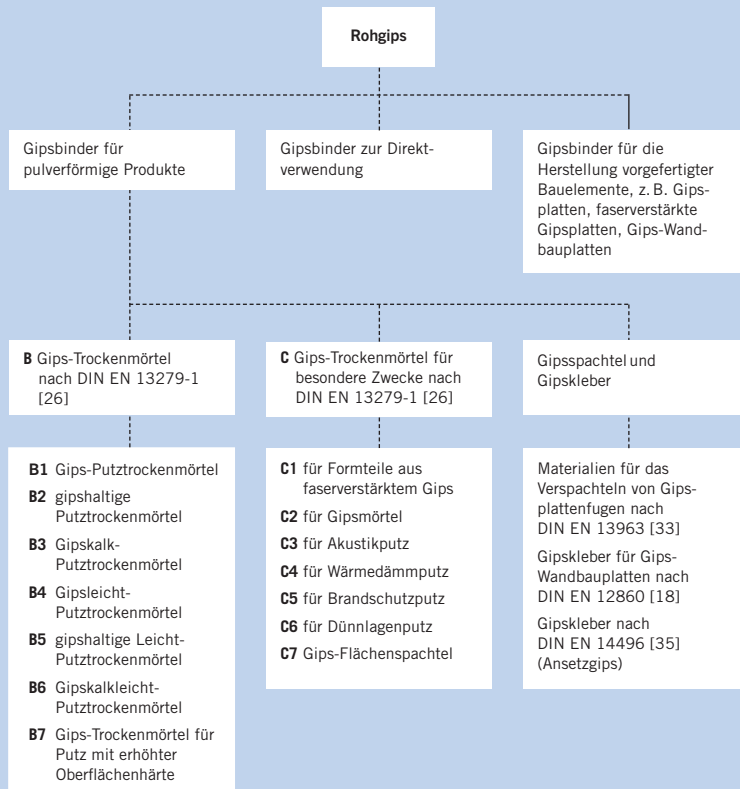 Rohgips
Gipsbinder für
pulverförmige Produkte
Gipsbinder zur Direkt-
verwendung
Gipsbinder für die
Herstellung vorgefertigter
Bauelemente, z. B. Gips-
platten, faserverstärkte
Gipsplatten, Gips-Wand-
bauplatten
B Gips-Trockenmörtel
nach DIN EN 13279-1
[26]
C Gips-Trockenmörtel für
besondere Zwecke nach
DIN EN 13279-1 [26]
Gipsspachtel und
Gipskleber
B1 Gips-Putztrockenmörtel
B2 gipshaltige
Putztrockenmörtel
B3 Gipskalk-
Putztrockenmörtel
B4 Gipsleicht-
Putztrockenmörtel
B5 gipshaltige Leicht-
Putztrockenmörtel
B6 Gipskalkleicht-
Putztrockenmörtel
B7 Gips-Trockenmörtel für
Putz mit erhöhter
Oberflächenhärte
C1 für Formteile aus
faserverstärktem Gips
C2 für Gipsmörtel
C3 für Akustikputz
C4 für Wärmedämmputz
C5 für Brandschutzputz
C6 für Dünnlagenputz
C7 Gips-Flächenspachtel
Materialien für das
Verspachteln von Gips-
plattenfugen nach
DIN EN 13963 [33]
Gipskleber für Gips-
Wandbauplatten nach
DIN EN 12860 [18]
Gipskleber nach
DIN EN 14496 [35]
(Ansetzgips)